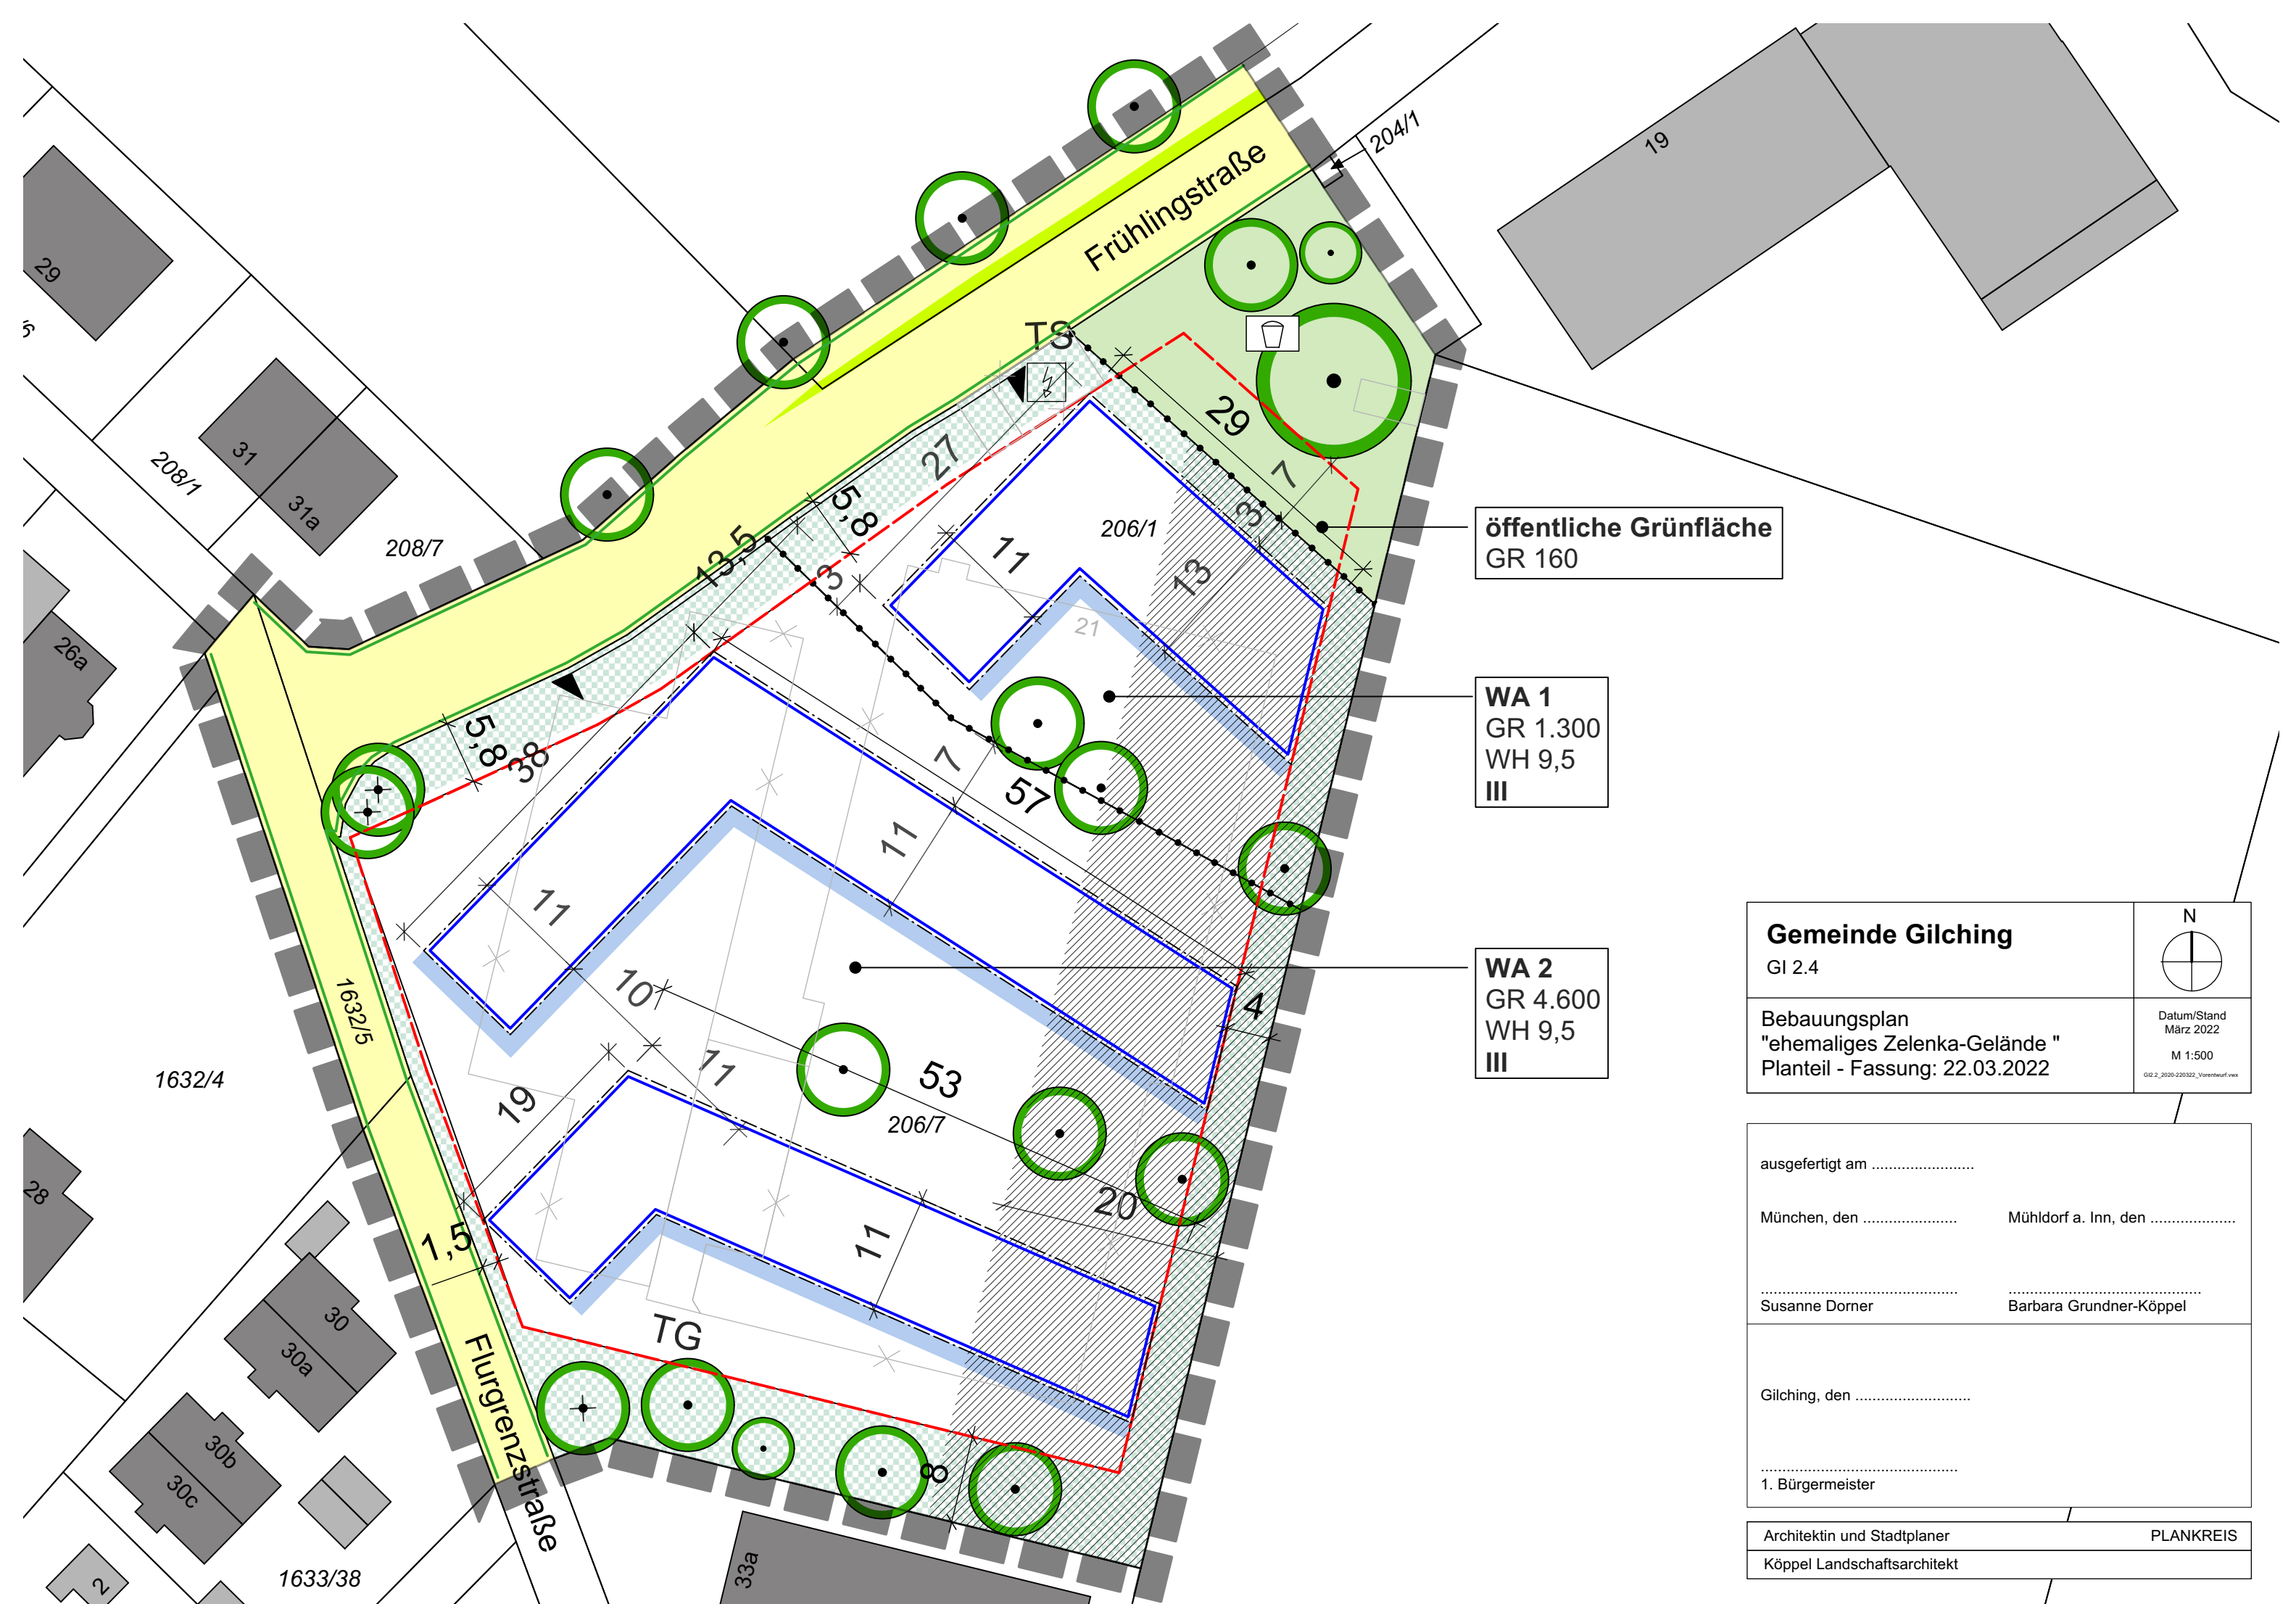 Frühlingstraße
204/1
19
29
TS
31
31a
208/1
208/7
27
29
7
3
5,8
13,5
3
206/1
11
13
21
26a
5,8
38
7
57
11
11
10
11
53
206/7
4
19
20
11
1,5
TG
8
1632/5
1632/4
28
30
30a
30b
30c
Flurgrenzstraße
33a
1633/38
2
öffentliche Grünfläche
GR 160
WA 1
GR 1.300
WH 9,5
III
WA 2
GR 4.600
WH 9,5
III
Gemeinde Gilching
GI 2.4
N
Bebauungsplan
"ehemaliges Zelenka-Gelände "
Planteil - Fassung: 22.03.2022
Datum/Stand
März 2022
M 1:500
GI2.2_2020-220322_Vorentwurf.vwx
ausgefertigt am ........................
München, den ...................... Mühldorf a. Inn, den ....................
Susanne Dorner Barbara Grundner-Köppel
Gilching, den ...........................
1. Bürgermeister
Architektin und Stadtplaner PLANKREIS
Köppel Landschaftsarchitekt